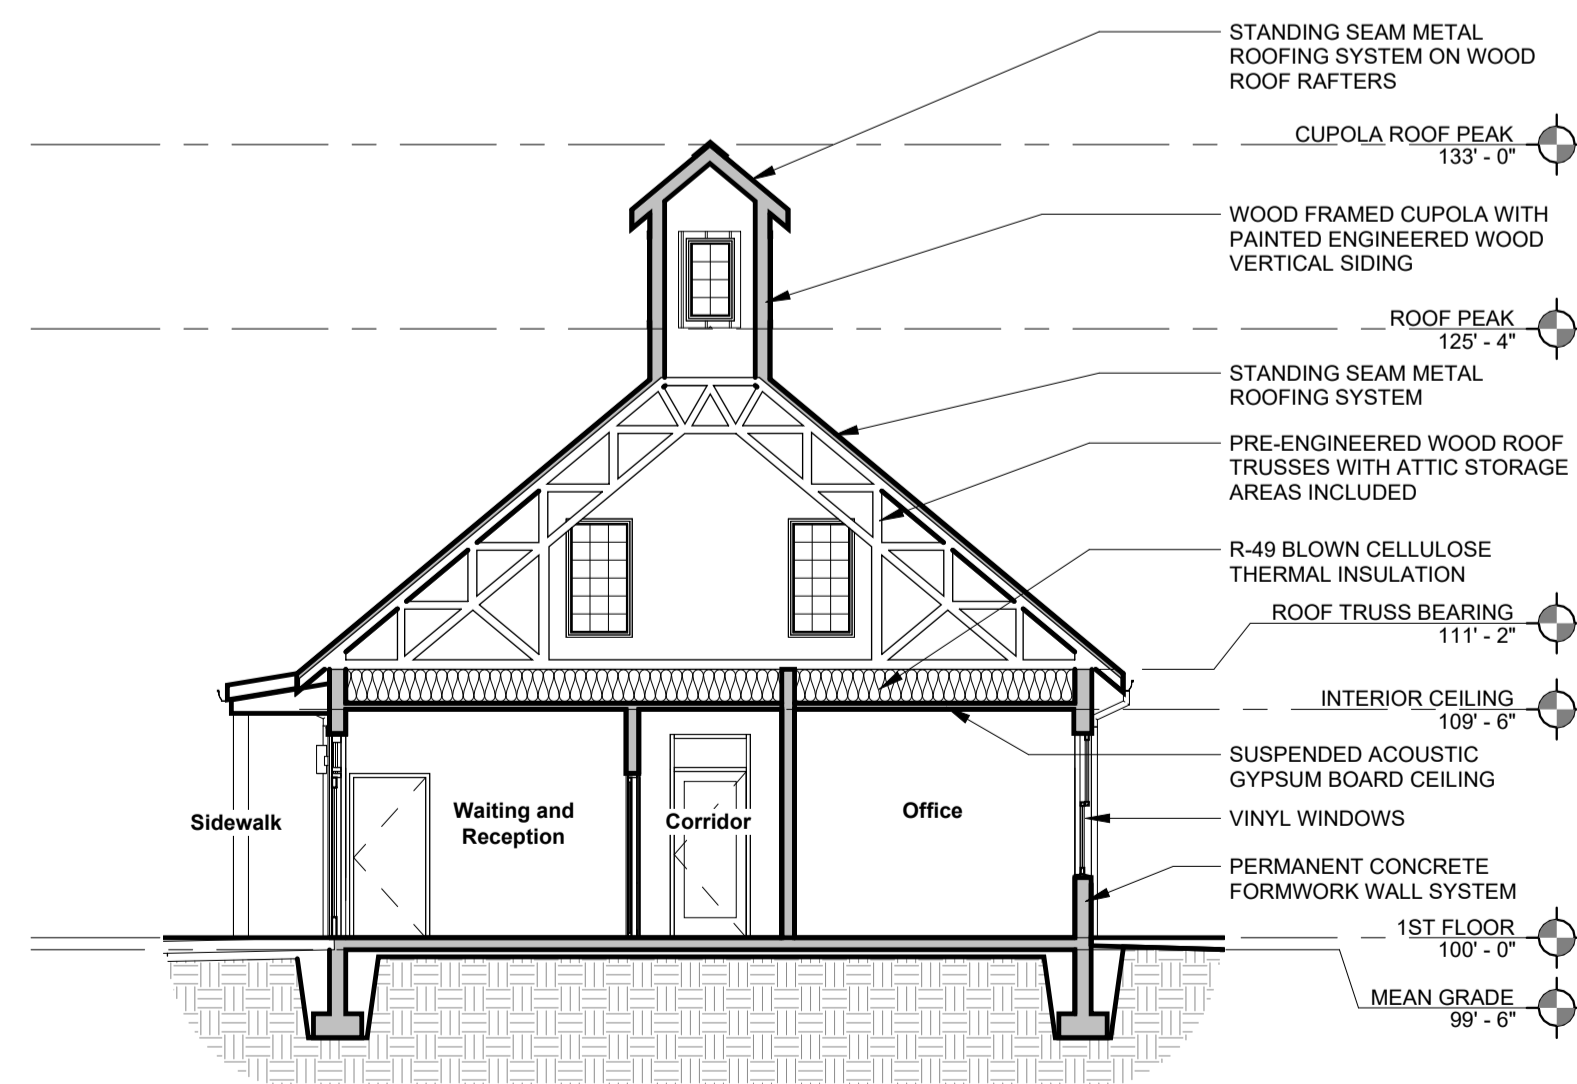 STANDING SEAM METAL
ROOFING SYSTEM ON WOOD
ROOF RAFTERS
CUPOLA ROOF PEAK
133' - 0"
WOOD FRAMED CUPOLA WITH
PAINTED ENGINEERED WOOD
VERTICAL SIDING
ROOF PEAK
125' - 4"
STANDING SEAM METAL
ROOFING SYSTEM
PRE-ENGINEERED WOOD ROOF
TRUSSES WITH ATTIC STORAGE
AREAS INCLUDED
R-49 BLOWN CELLULOSE
THERMAL INSULATION
ROOF TRUSS BEARING
111' - 2"
INTERIOR CEILING
109' - 6"
SUSPENDED ACOUSTIC
GYPSUM BOARD CEILING
VINYL WINDOWS
PERMANENT CONCRETE
FORMWORK WALL SYSTEM
1ST FLOOR
100' - 0"
MEAN GRADE
99' - 6"
Sidewalk
Waiting and
Reception
Corridor
Office